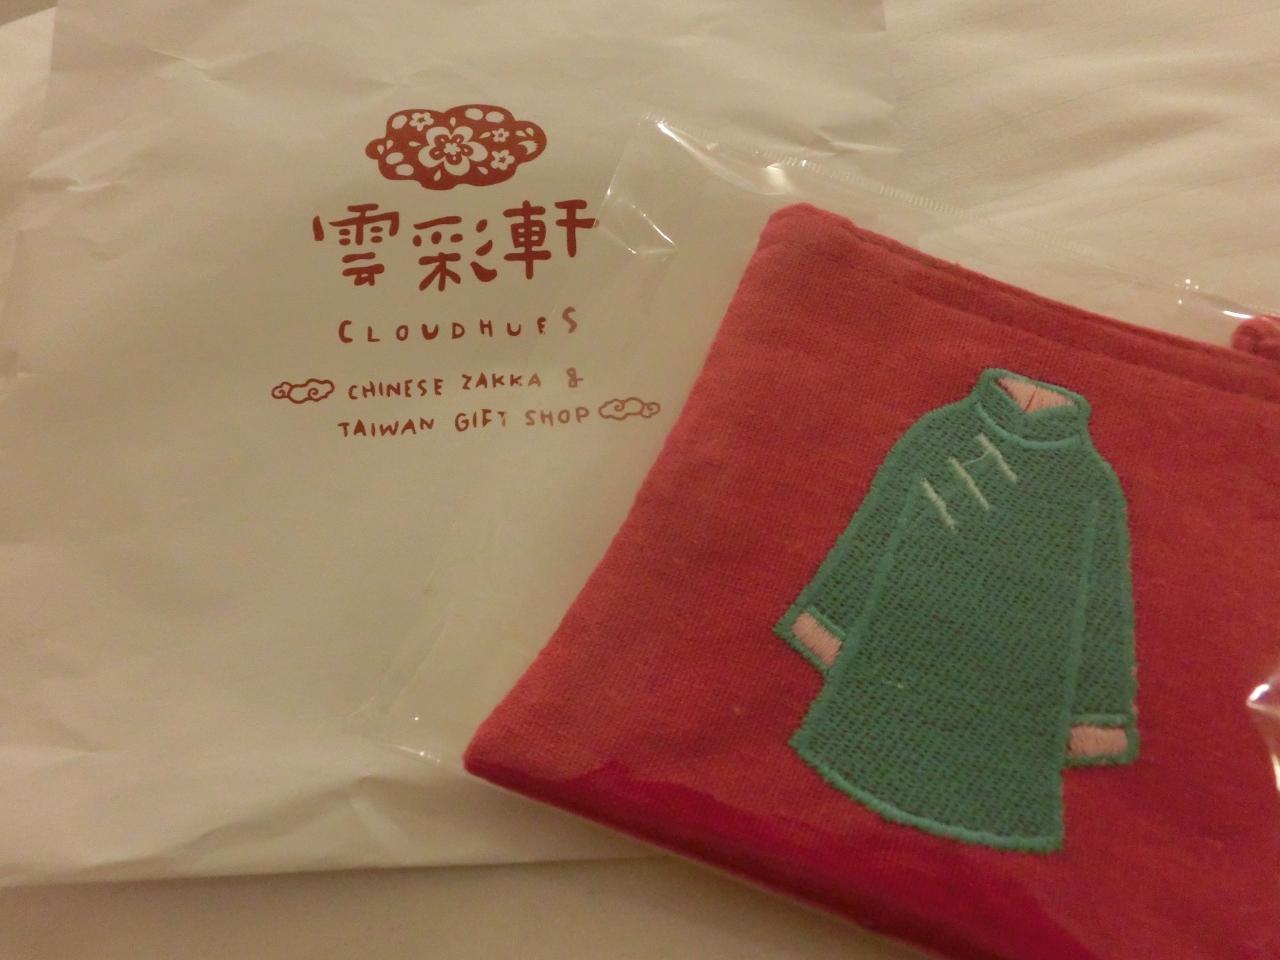 雲彩軒
CLOUDHUES
CHINESE ZAKKA &
TAIWAN GIFT SHOP